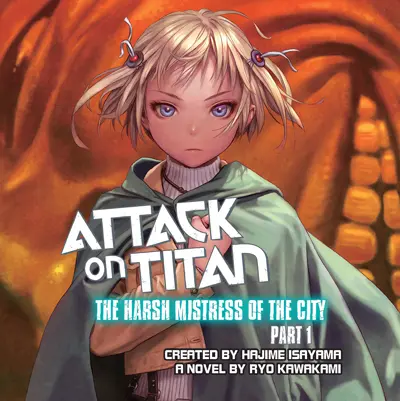 ATTACK
ON TITAN
THE HARSH MISTRESS OF THE CITY
PART 1
CREATED BY HAJIME ISAYAMA
A NOVEL BY RYO KAWAKAMI